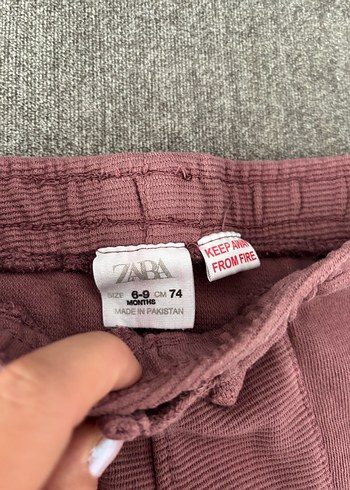 ZARA
SIZE 6-9 CM 74
MONTHS
MADE IN PAKISTAN
KEEP AWAY
FROM FIRE